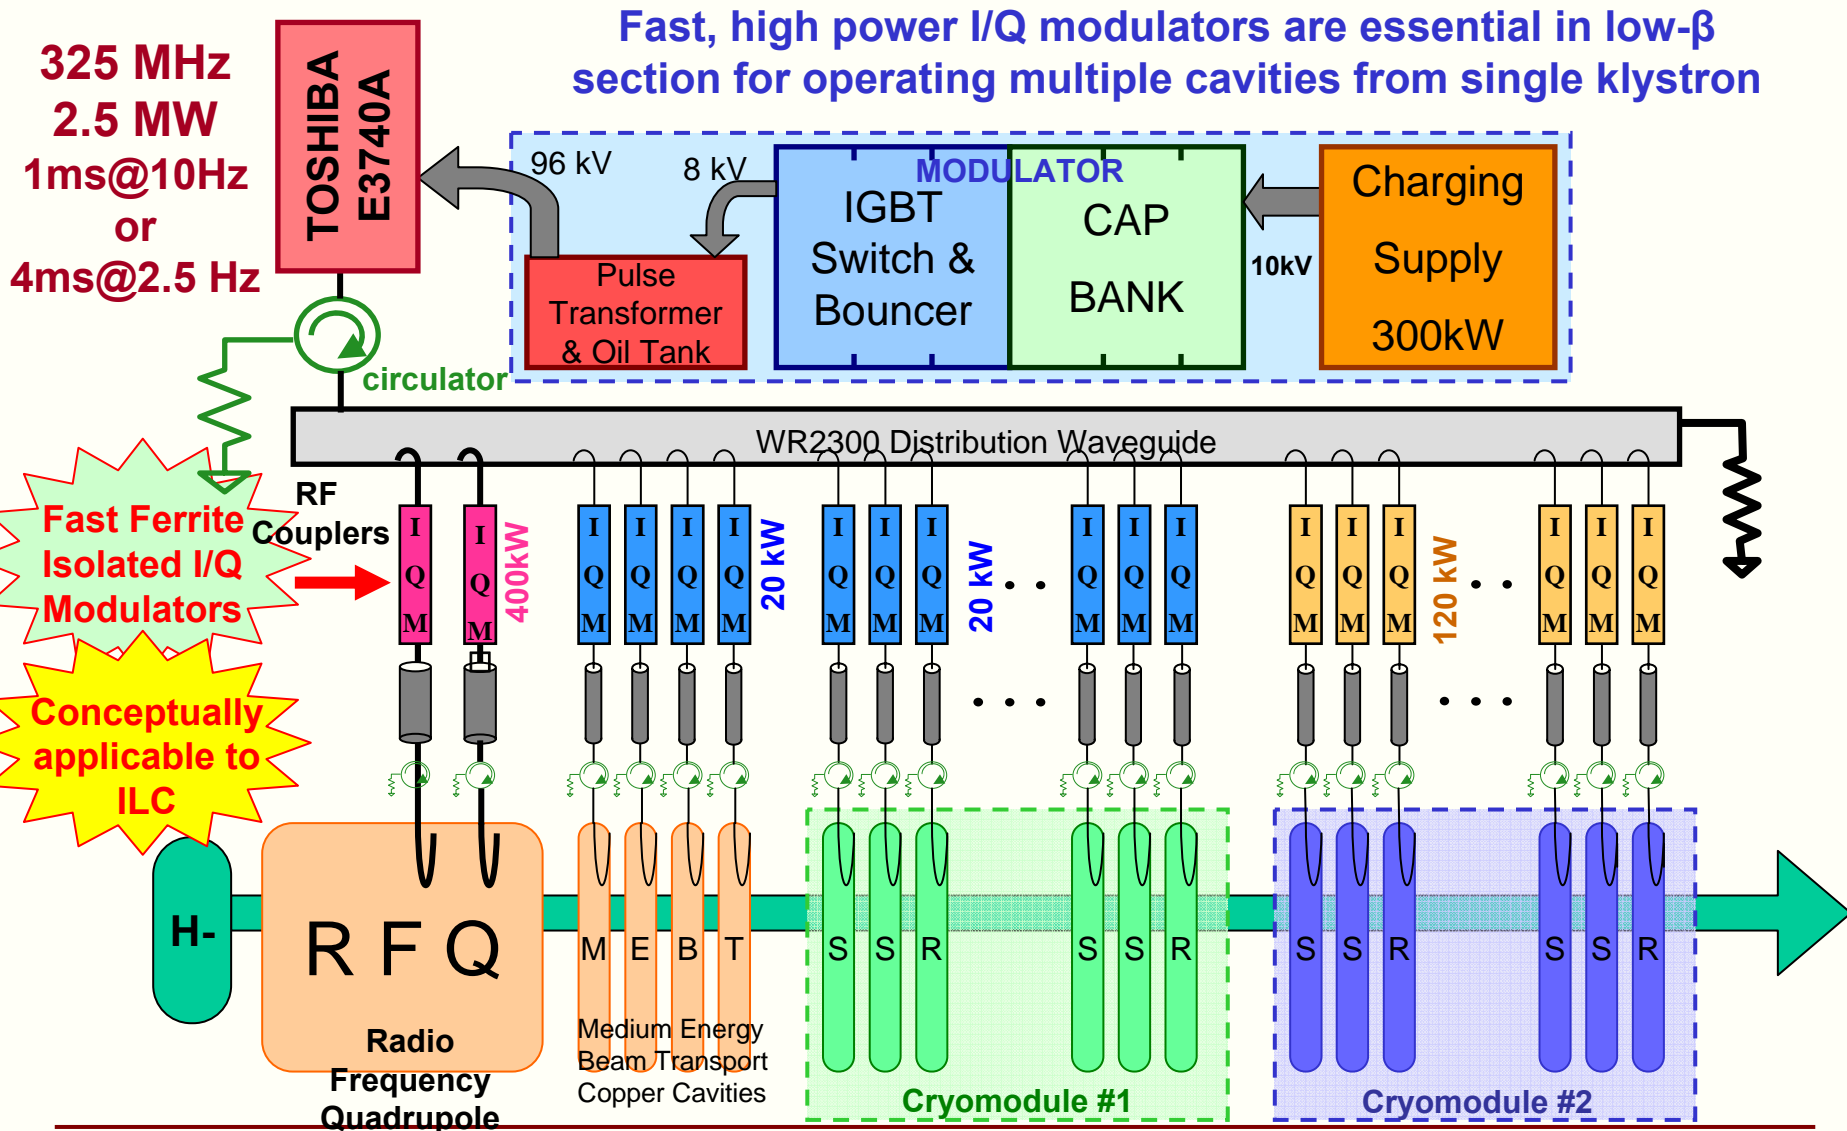 Fast, high power I/Q modulators are essential in low-β
section for operating multiple cavities from single klystron
325 MHz
2.5 MW
1ms@10Hz
or
4ms@2.5 Hz
TOSHIBA
E3740A
96 kV
8 kV
MODULATOR
IGBT
Switch &
Bouncer
CAP
BANK
10kV
Charging
Supply
300kW
Pulse
Transformer
& Oil Tank
circulator
WR2300 Distribution Waveguide
RF
Couplers
Fast Ferrite
Isolated I/Q
Modulators
Conceptually
applicable to
ILC
I Q M
I Q M
400kW
I Q M
I Q M
I Q M
I Q M
20 kW
I Q M
I Q M
I Q M
20 kW
. .
I Q M
I Q M
I Q M
I Q M
I Q M
I Q M
120 kW
. .
I Q M
I Q M
I Q M
. . .
. . .
H-
R F Q
Radio
Frequency
Quadrupole
M E B T
Medium Energy
Beam Transport
Copper Cavities
S S R
S S R
Cryomodule #1
S S R
S S R
Cryomodule #2